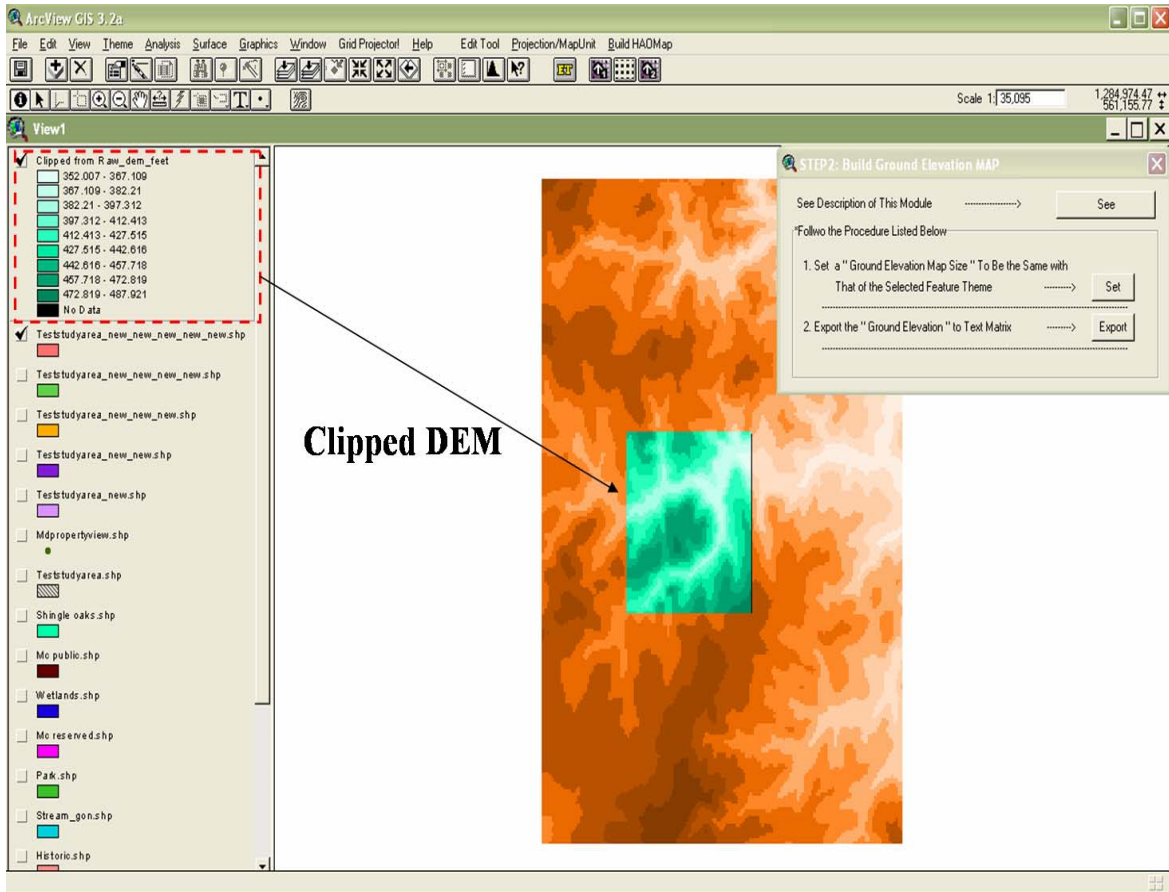 ArcView GIS 3.2a
File Edit View Theme Analysis Surface Graphics Window Grid Projector! Help Edit Tool Projection/MapUnit Build HAOMap
Scale 1: 35,095
1,284,974.47
561,155.77
View1
Clipped from Raw_dem_feet
352.007 - 367.109
367.109 - 382.21
382.21 - 397.312
397.312 - 412.413
412.413 - 427.515
427.515 - 442.616
442.616 - 457.718
457.718 - 472.819
472.819 - 487.921
No Data
Teststudyarea_new_new_new_new_new.shp
Teststudyarea_new_new_new_new.shp
Teststudyarea_new_new_new.shp
Teststudyarea_new_new.shp
Teststudyarea_new.shp
Mdpropertyview.shp
Teststudyarea.shp
Shingle oaks.shp
Mc public.shp
Wetlands.shp
Mc reserved.shp
Park.shp
Stream_gon.shp
Historic.shp
Clipped DEM
STEP2: Build Ground Elevation MAP
See Description of This Module -----------------> See
*Follwo the Procedure Listed Below
1. Set a " Ground Elevation Map Size " To Be the Same with
That of the Selected Feature Theme ---------> Set
2. Export the " Ground Elevation " to Text Matrix ---------> Export